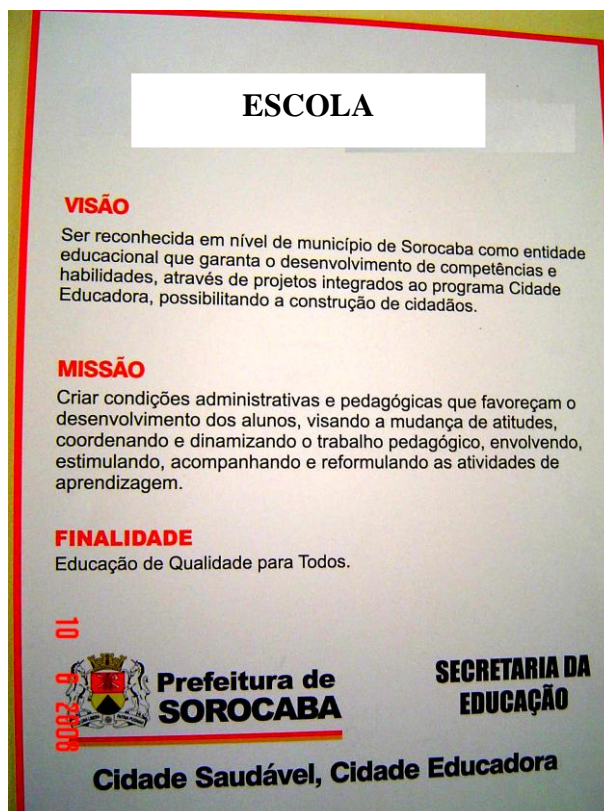 ESCOLA
VISÃO
Ser reconhecida em nível de município de Sorocaba como entidade
educacional que garanta o desenvolvimento de competências e
habilidades, através de projetos integrados ao programa Cidade
Educadora, possibilitando a construção de cidadãos.
MISSÃO
Criar condições administrativas e pedagógicas que favoreçam o
desenvolvimento dos alunos, visando a mudança de atitudes,
coordenando e dinamizando o trabalho pedagógico, envolvendo,
estimulando, acompanhando e reformulando as atividades de
aprendizagem.
FINALIDADE
Educação de Qualidade para Todos.
10 6 2008
Prefeitura de
SOROCABA
SECRETARIA DA
EDUCAÇÃO
Cidade Saudável, Cidade Educadora